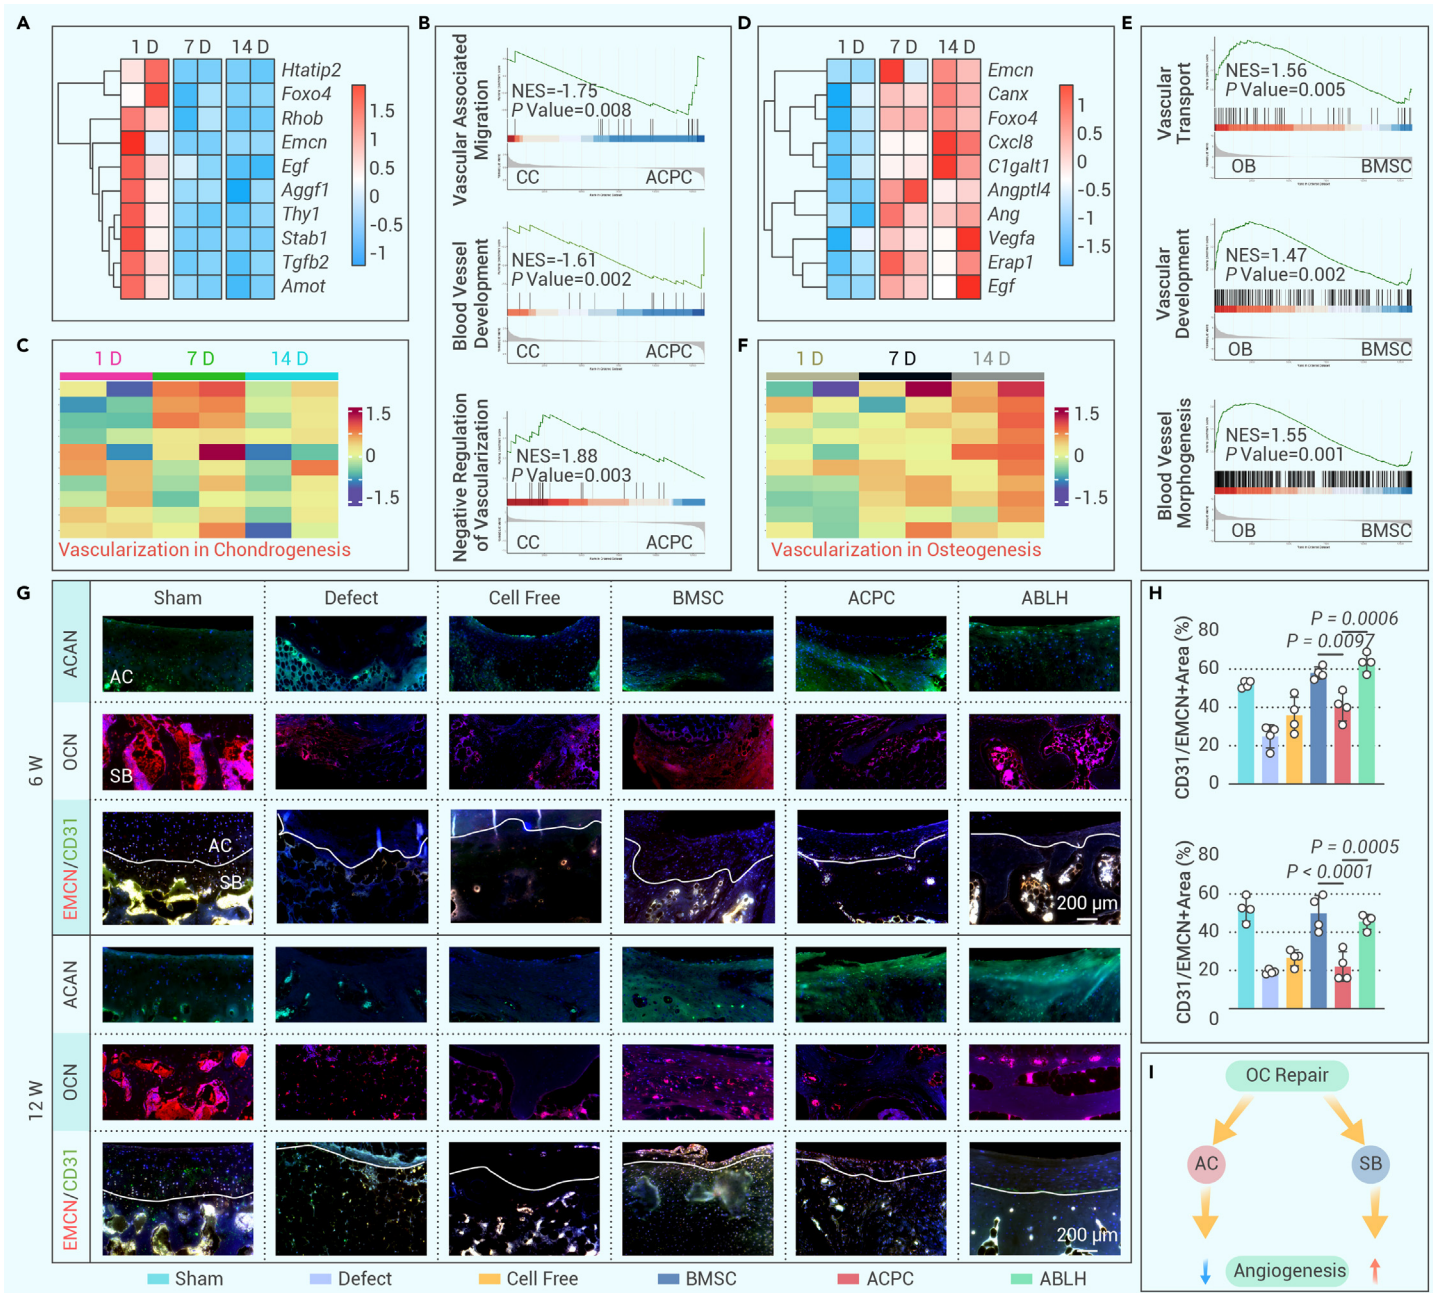 A
1 D 7 D 14 D
Htatip2
Foxo4
Rhob
Emcn
Egf
Aggf1
Thy1
Stab1
Tgfb2
Amot
1.5
1
0.5
0
-0.5
-1
B
Vascular Associated
Migration
NES=-1.75
P Value=0.008
CC ACPC
Blood Vessel
Development
NES=-1.61
P Value=0.002
CC ACPC
Negative Regulation
of Vascularization
NES=1.88
P Value=0.003
CC ACPC
C
1 D 7 D 14 D
1.5
0
-1.5
Vascularization in Chondrogenesis
D
1 D 7 D 14 D
Emcn
Canx
Foxo4
Cxcl8
C1galt1
Angptl4
Ang
Vegfa
Erap1
Egf
1
0.5
0
-0.5
-1
-1.5
E
Vascular
Transport
NES=1.56
P Value=0.005
OB BMSC
Vascular
Development
NES=1.47
P Value=0.002
OB BMSC
Blood Vessel
Morphogenesis
NES=1.55
P Value=0.001
OB BMSC
F
1 D 7 D 14 D
1.5
0
-1.5
Vascularization in Osteogenesis
G
Sham Defect Cell Free BMSC ACPC ABLH
6 W
ACAN
AC
OCN
SB
EMCN/CD31
AC
SB
200 μm
12 W
ACAN
OCN
EMCN/CD31
200 μm
Sham Defect Cell Free BMSC ACPC ABLH
H
CD31/EMCN+Area (%)
80
60
40
20
0
P = 0.0006
P = 0.0097
CD31/EMCN+Area (%)
80
60
40
20
0
P = 0.0005
P < 0.0001
I
OC Repair
AC SB
Angiogenesis